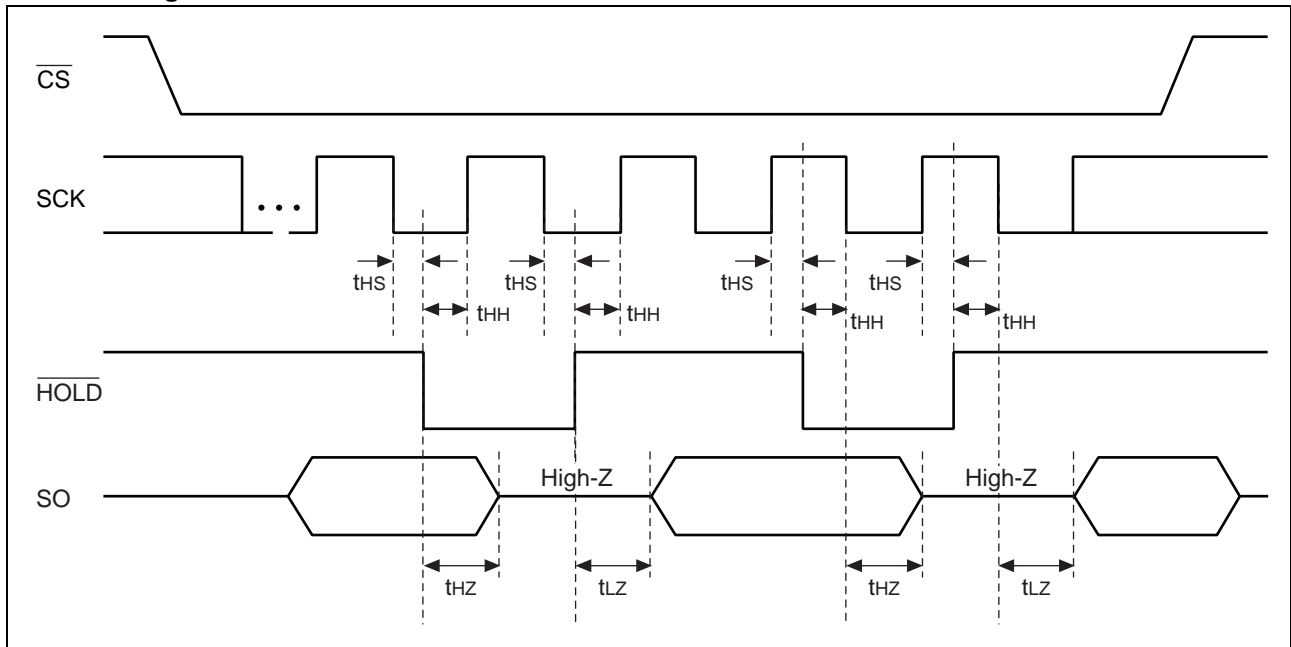 CS
SCK
• • •
tHS
tHS
tHS
tHS
tHH
tHH
tHH
tHH
HOLD
High-Z
High-Z
SO
tHZ
tLZ
tHZ
tLZ